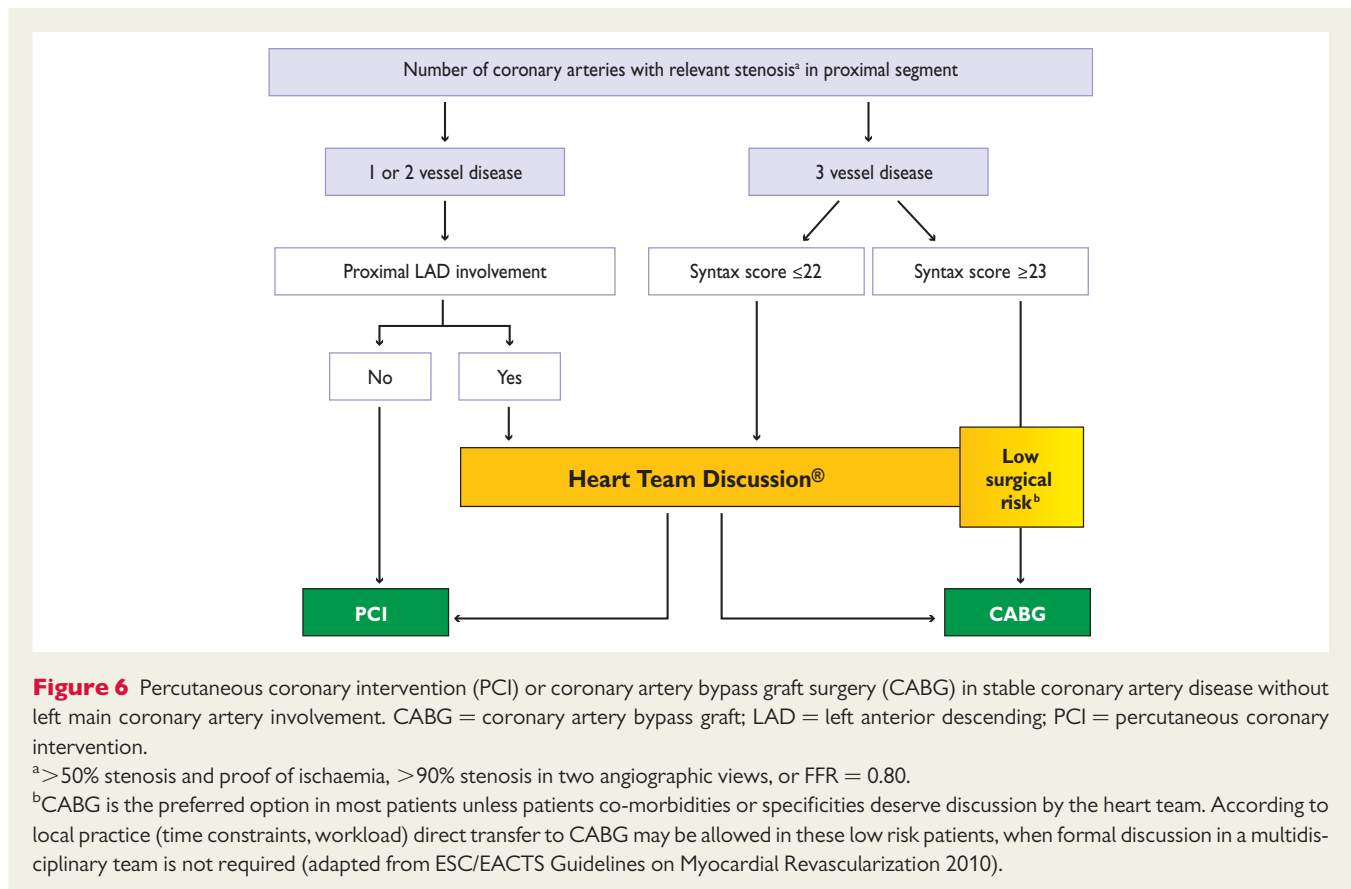 Number of coronary arteries with relevant stenosisᵃ in proximal segment
1 or 2 vessel disease
3 vessel disease
Proximal LAD involvement
Syntax score ≤22
Syntax score ≥23
No
Yes
Heart Team Discussion®
Low
surgical
riskᵇ
PCI
CABG
Figure 6 Percutaneous coronary intervention (PCI) or coronary artery bypass graft surgery (CABG) in stable coronary artery disease without
left main coronary artery involvement. CABG = coronary artery bypass graft; LAD = left anterior descending; PCI = percutaneous coronary
intervention.
ᵃ>50% stenosis and proof of ischaemia, >90% stenosis in two angiographic views, or FFR = 0.80.
ᵇCABG is the preferred option in most patients unless patients co-morbidities or specificities deserve discussion by the heart team. According to
local practice (time constraints, workload) direct transfer to CABG may be allowed in these low risk patients, when formal discussion in a multidis-
ciplinary team is not required (adapted from ESC/EACTS Guidelines on Myocardial Revascularization 2010).